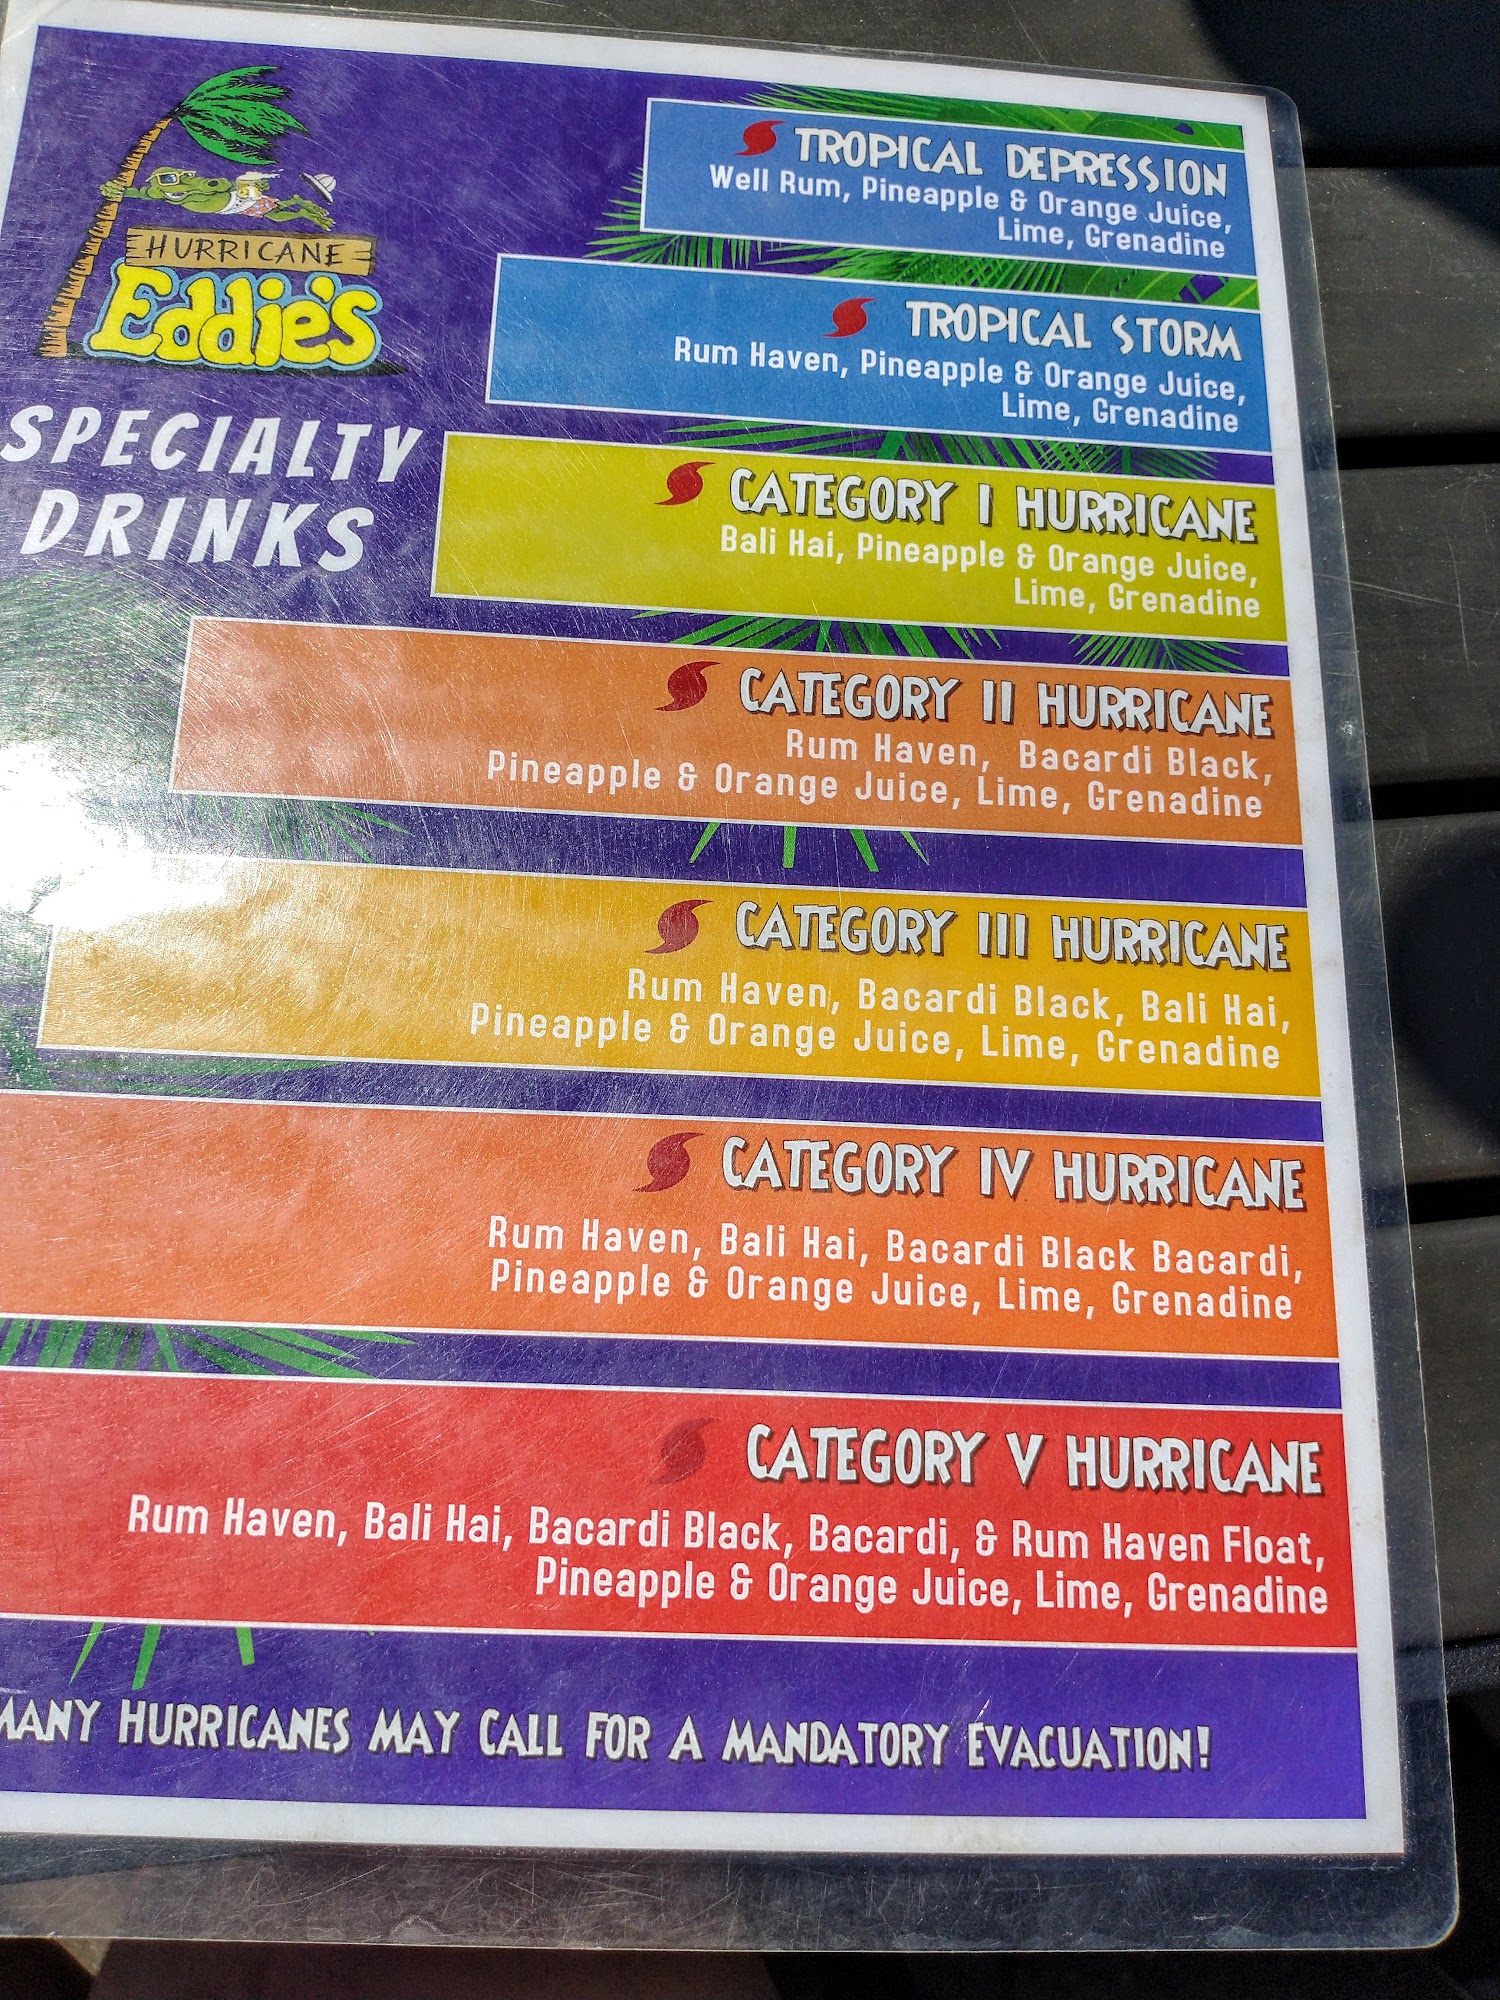 HURRICANE
Eddie's
SPECIALTY
DRINKS
TROPICAL DEPRESSION
Well Rum, Pineapple & Orange Juice,
Lime, Grenadine
TROPICAL STORM
Rum Haven, Pineapple & Orange Juice,
Lime, Grenadine
CATEGORY I HURRICANE
Bali Hai, Pineapple & Orange Juice,
Lime, Grenadine
CATEGORY II HURRICANE
Rum Haven, Bacardi Black,
Pineapple & Orange Juice, Lime, Grenadine
CATEGORY III HURRICANE
Rum Haven, Bacardi Black, Bali Hai,
Pineapple & Orange Juice, Lime, Grenadine
CATEGORY IV HURRICANE
Rum Haven, Bali Hai, Bacardi Black Bacardi,
Pineapple & Orange Juice, Lime, Grenadine
CATEGORY V HURRICANE
Rum Haven, Bali Hai, Bacardi Black, Bacardi, & Rum Haven Float,
Pineapple & Orange Juice, Lime, Grenadine
MANY HURRICANES MAY CALL FOR A MANDATORY EVACUATION!